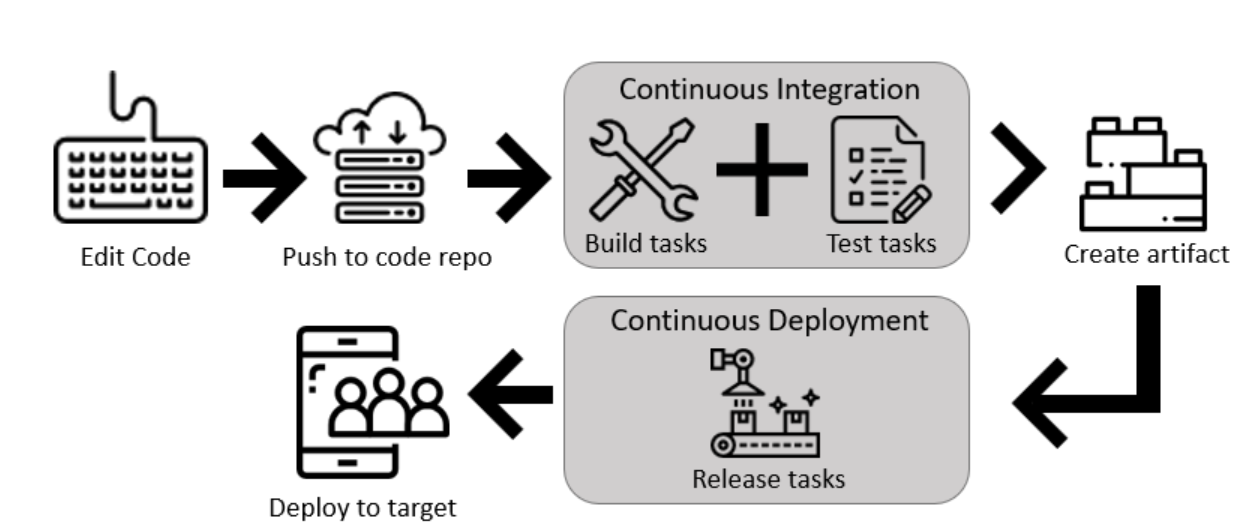 Continuous Integration
Edit Code
Push to code repo
Build tasks
Test tasks
Create artifact
Continuous Deployment
Release tasks
Deploy to target